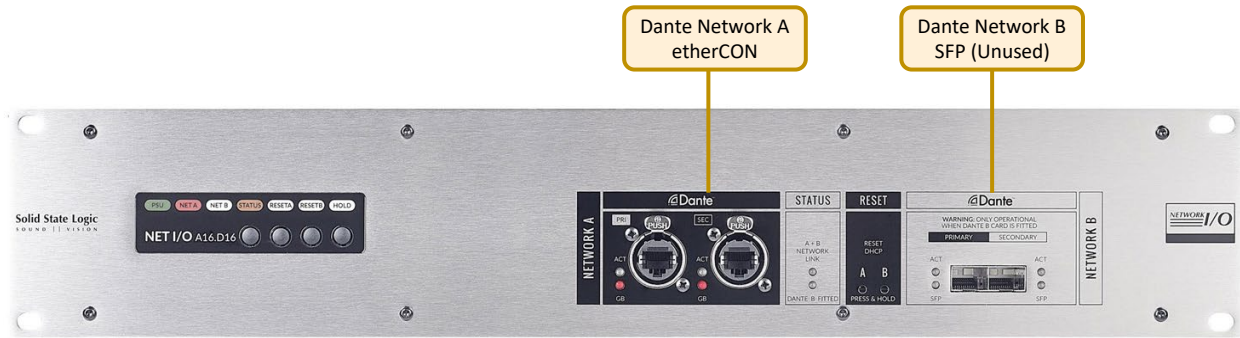 Dante Network A
etherCON
Dante Network B
SFP (Unused)
Solid State Logic
SOUND || VISION
PSU NET A NET B STATUS RESETA RESETB HOLD
NET I/O A16.D16
NETWORK A
Dante
PRI
PUSH
SEC
PUSH
ACT
GB
ACT
GB
STATUS
A + B
NETWORK
LINK
DANTE-B-FITTED
RESET
RESET
DHCP
A B
PRESS & HOLD
Dante
WARNING: ONLY OPERATIONAL
WHEN DANTE B CARD IS FITTED
PRIMARY SECONDARY
ACT
SFP
ACT
SFP
NETWORK B
NETWORK I/O